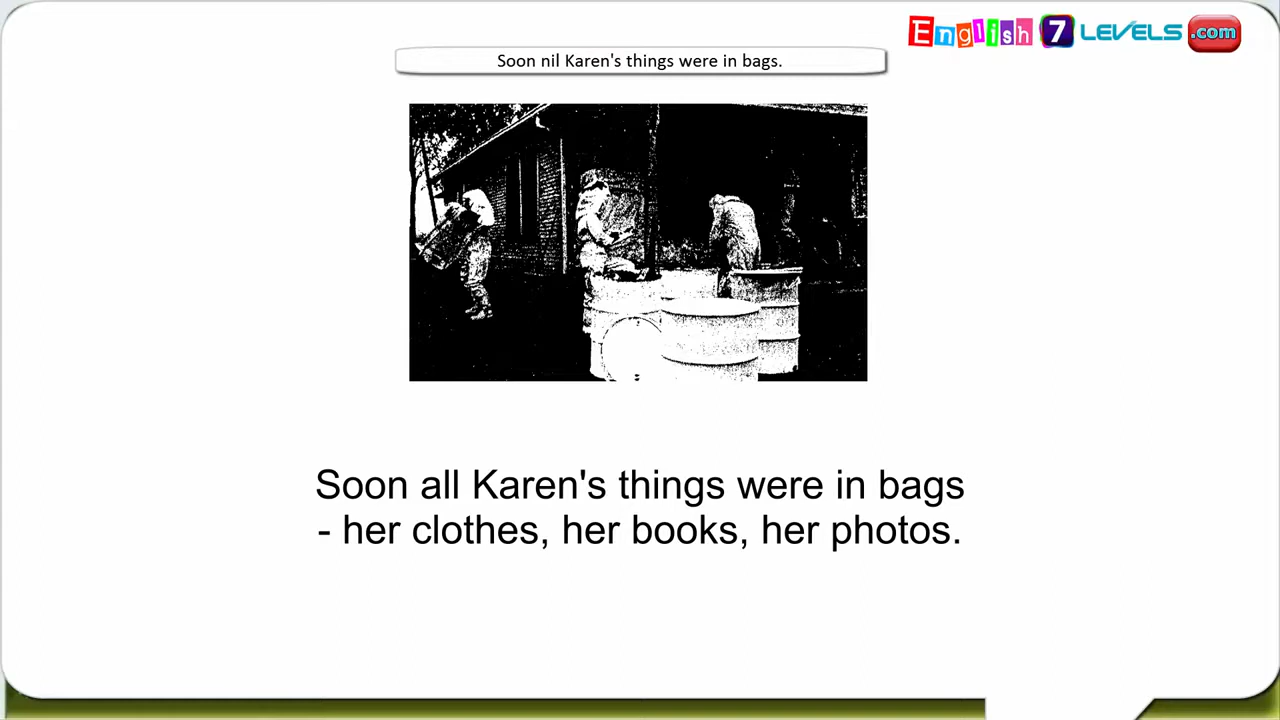 English 7 LEVELS .com
Soon nil Karen's things were in bags.
Soon all Karen's things were in bags
- her clothes, her books, her photos.